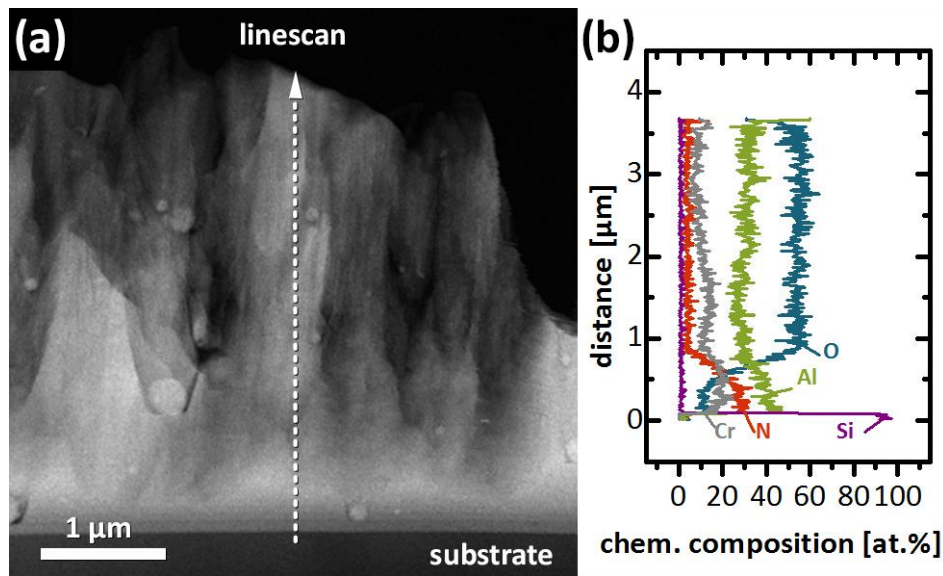 (a)
linescan
1 μm
substrate
(b)
distance [μm]
4
3
2
1
0
O
Al
Cr
N
Si
0 20 40 60 80 100
chem. composition [at.%]